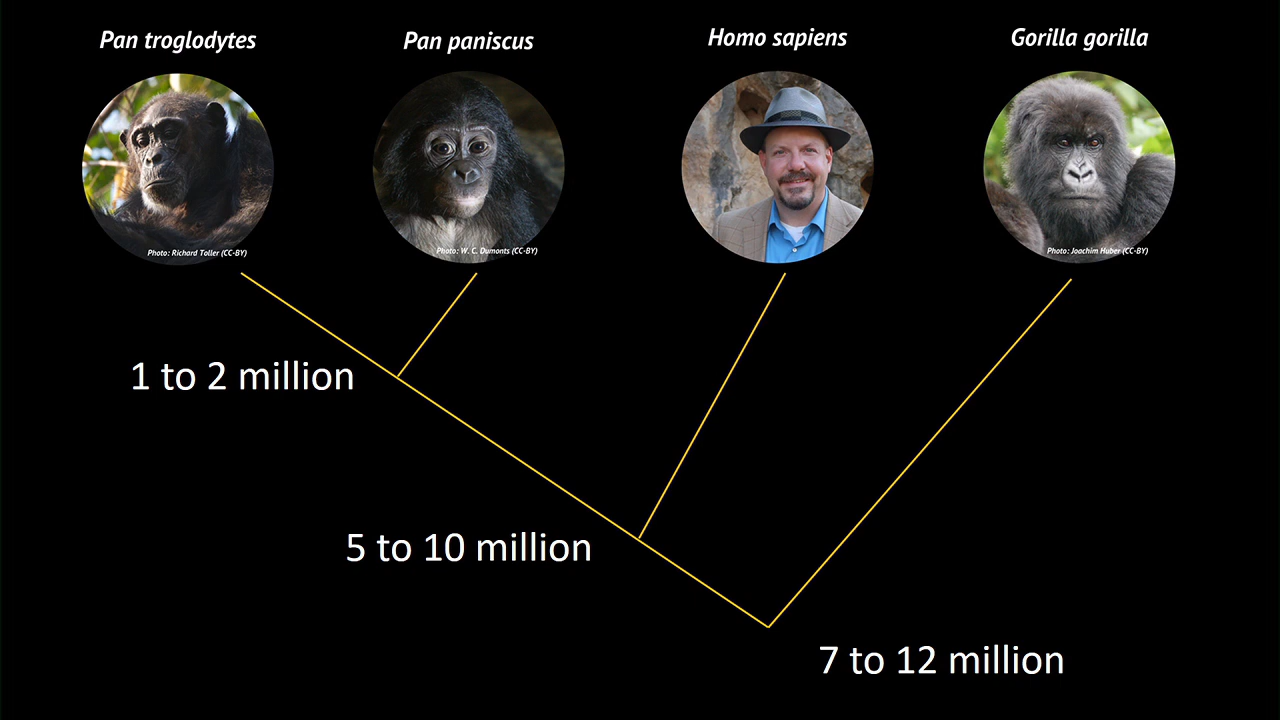 Pan troglodytes
Pan paniscus
Homo sapiens
Gorilla gorilla
Photo: Richard Toller (CC-BY)
Photo: W. C. Dumonts (CC-BY)
Photo: Joachim Huber (CC-BY)
1 to 2 million
5 to 10 million
7 to 12 million